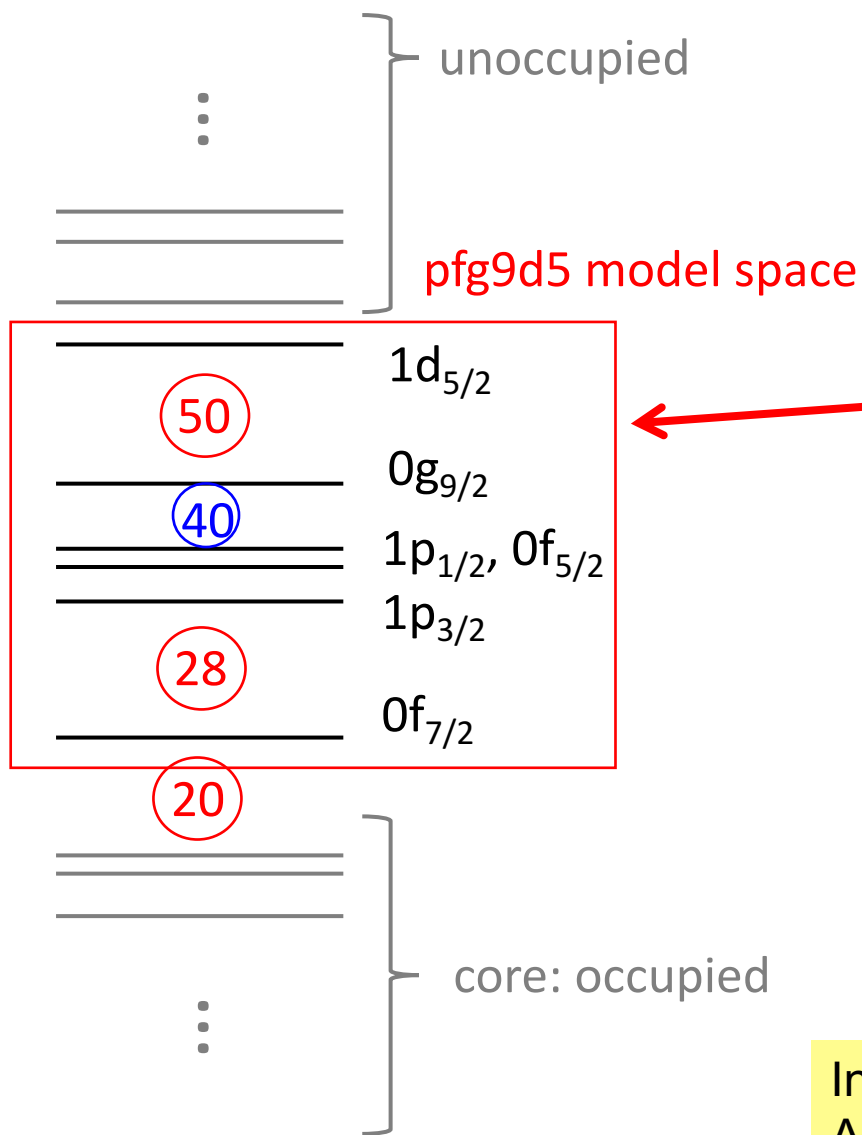 unoccupied
pfg9d5 model space
1d5/2
50
0g9/2
40
1p1/2, 0f5/2
1p3/2
28
0f7/2
20
core: occupied
In